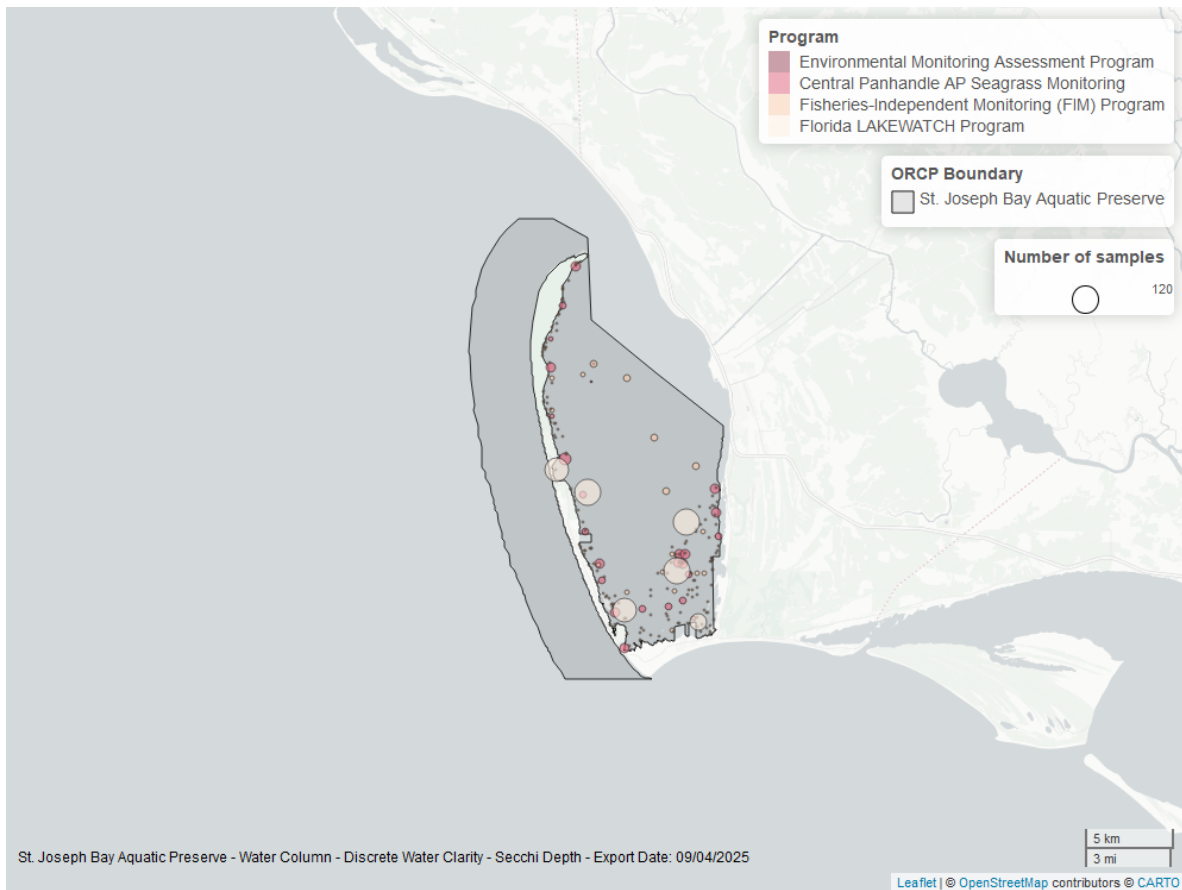 Program
Environmental Monitoring Assessment Program
Central Panhandle AP Seagrass Monitoring
Fisheries-Independent Monitoring (FIM) Program
Florida LAKEWATCH Program
ORCP Boundary
St. Joseph Bay Aquatic Preserve
Number of samples
120
5 km
3 mi
St. Joseph Bay Aquatic Preserve - Water Column - Discrete Water Clarity - Secchi Depth - Export Date: 09/04/2025
Leaflet | © OpenStreetMap contributors © CARTO